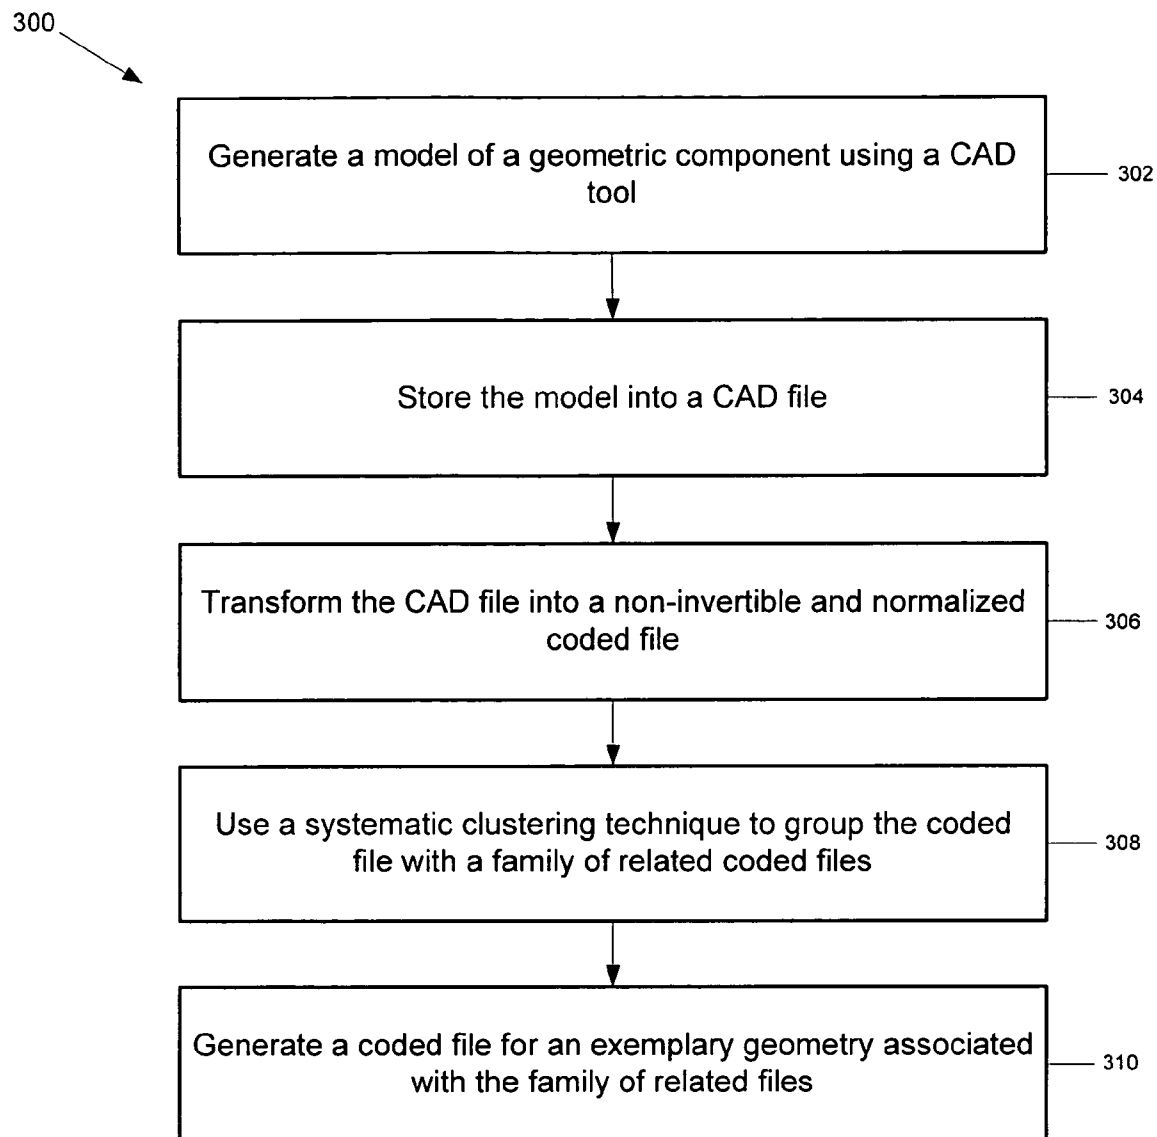 300
Generate a model of a geometric component using a CAD
tool
302
Store the model into a CAD file
304
Transform the CAD file into a non-invertible and normalized
coded file
306
Use a systematic clustering technique to group the coded
file with a family of related coded files
308
Generate a coded file for an exemplary geometry associated
with the family of related files
310